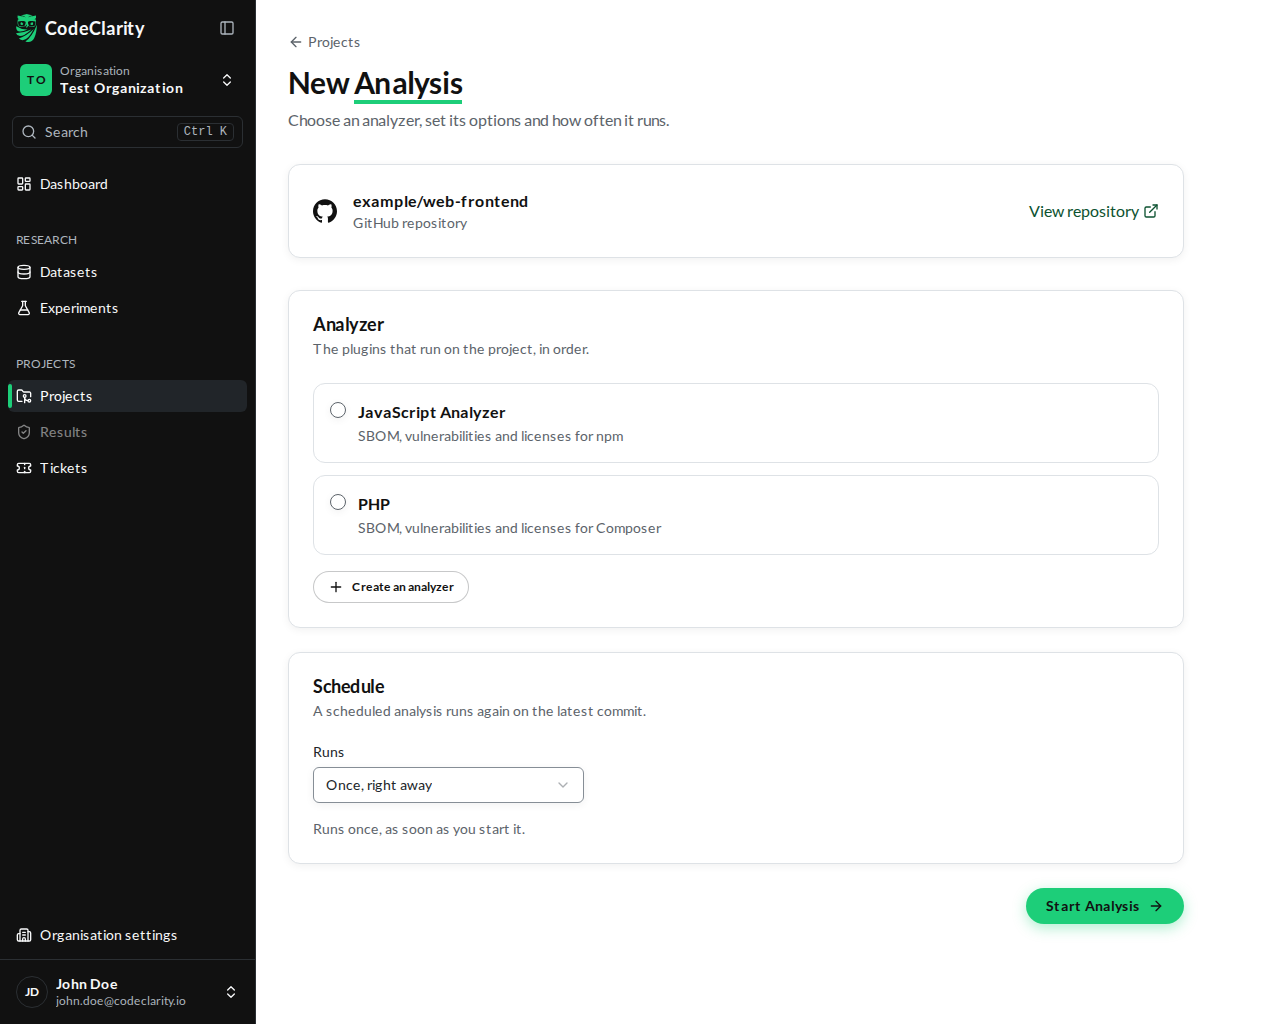 CodeClarity
TO
Organisation
Test Organization
Search
Ctrl K
Dashboard
RESEARCH
Datasets
Experiments
PROJECTS
Projects
Results
Tickets
Organisation settings
JD
John Doe
john.doe@codeclarity.io
Projects
New Analysis
Choose an analyzer, set its options and how often it runs.
example/web-frontend
GitHub repository
View repository
Analyzer
The plugins that run on the project, in order.
JavaScript Analyzer
SBOM, vulnerabilities and licenses for npm
PHP
SBOM, vulnerabilities and licenses for Composer
Create an analyzer
Schedule
A scheduled analysis runs again on the latest commit.
Runs
Once, right away
Runs once, as soon as you start it.
Start Analysis